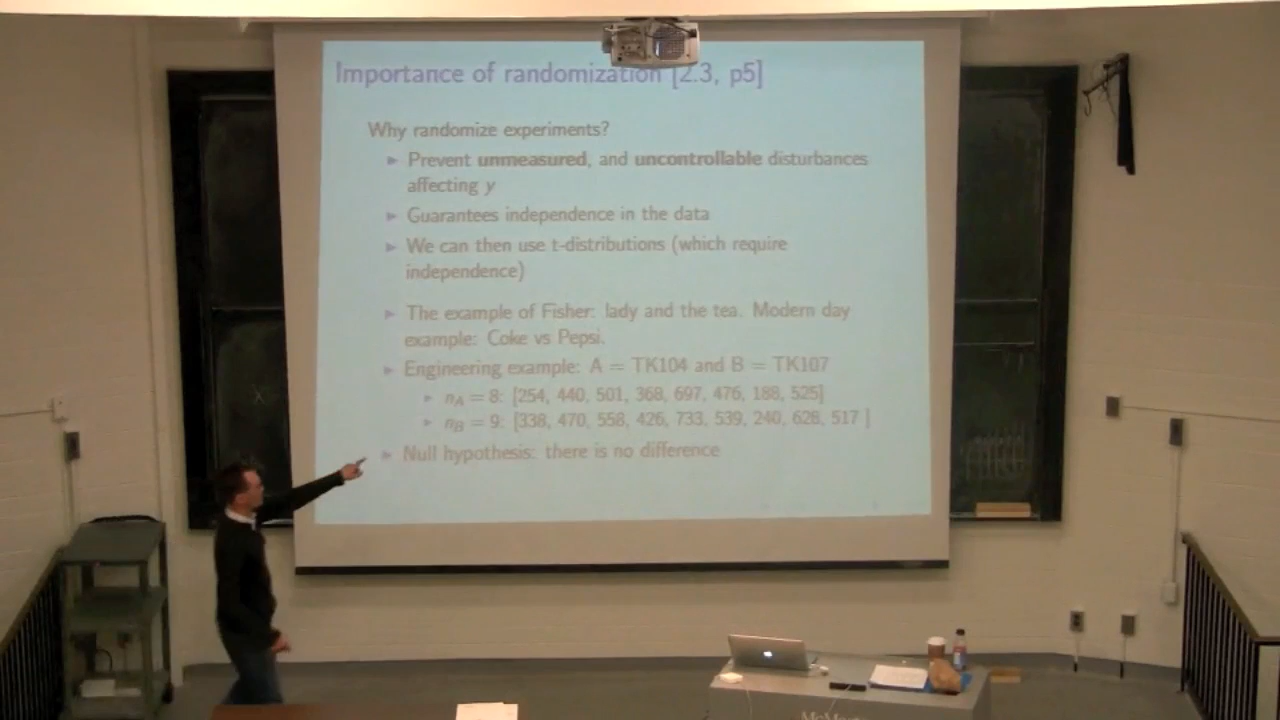 Importance of randomization [2.3, p5]
Why randomize experiments?
Prevent unmeasured, and uncontrollable disturbances
affecting y
Guarantees independence in the data
We can then use t-distributions (which require
independence)
The example of Fisher: lady and the tea. Modern day
example: Coke vs Pepsi.
Engineering example: A = TK104 and B = TK107
n_A = 8: [254, 440, 501, 368, 697, 476, 188, 525]
n_B = 9: [338, 470, 558, 426, 733, 539, 240, 628, 517 ]
Null hypothesis: there is no difference